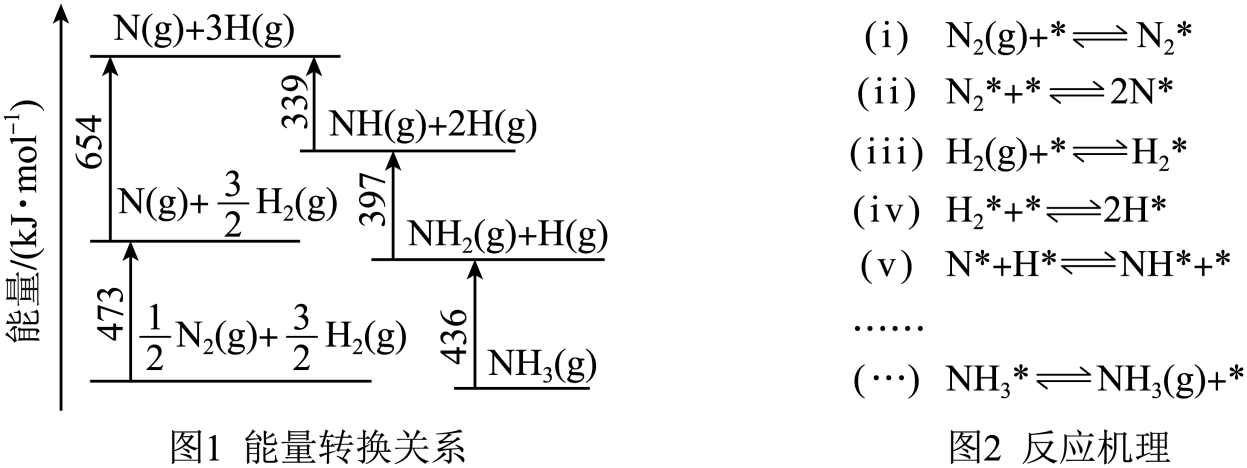 能量/(kJ·mol⁻¹)
N(g)+3H(g)
654
339
NH(g)+2H(g)
N(g)+ 3/2 H₂(g)
397
NH₂(g)+H(g)
473
1/2 N₂(g)+ 3/2 H₂(g)
436
NH₃(g)
图1 能量转换关系
(i) N₂(g)+*⇌N₂*
(ii) N₂*+*⇌2N*
(iii) H₂(g)+*⇌H₂*
(iv) H₂*+*⇌2H*
(v) N*+H*⇌NH*+*
……
(…) NH₃*⇌NH₃(g)+*
图2 反应机理